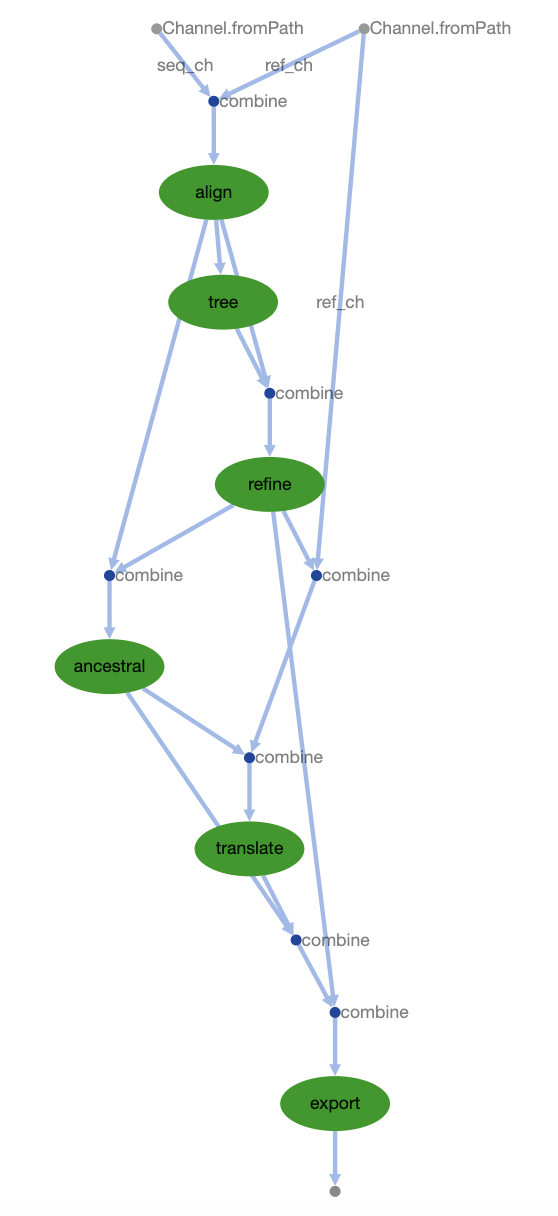 Channel.fromPath Channel.fromPath
seq_ch ref_ch
combine
align
tree ref_ch
combine
refine
combine combine
ancestral
combine
translate
combine
combine
export